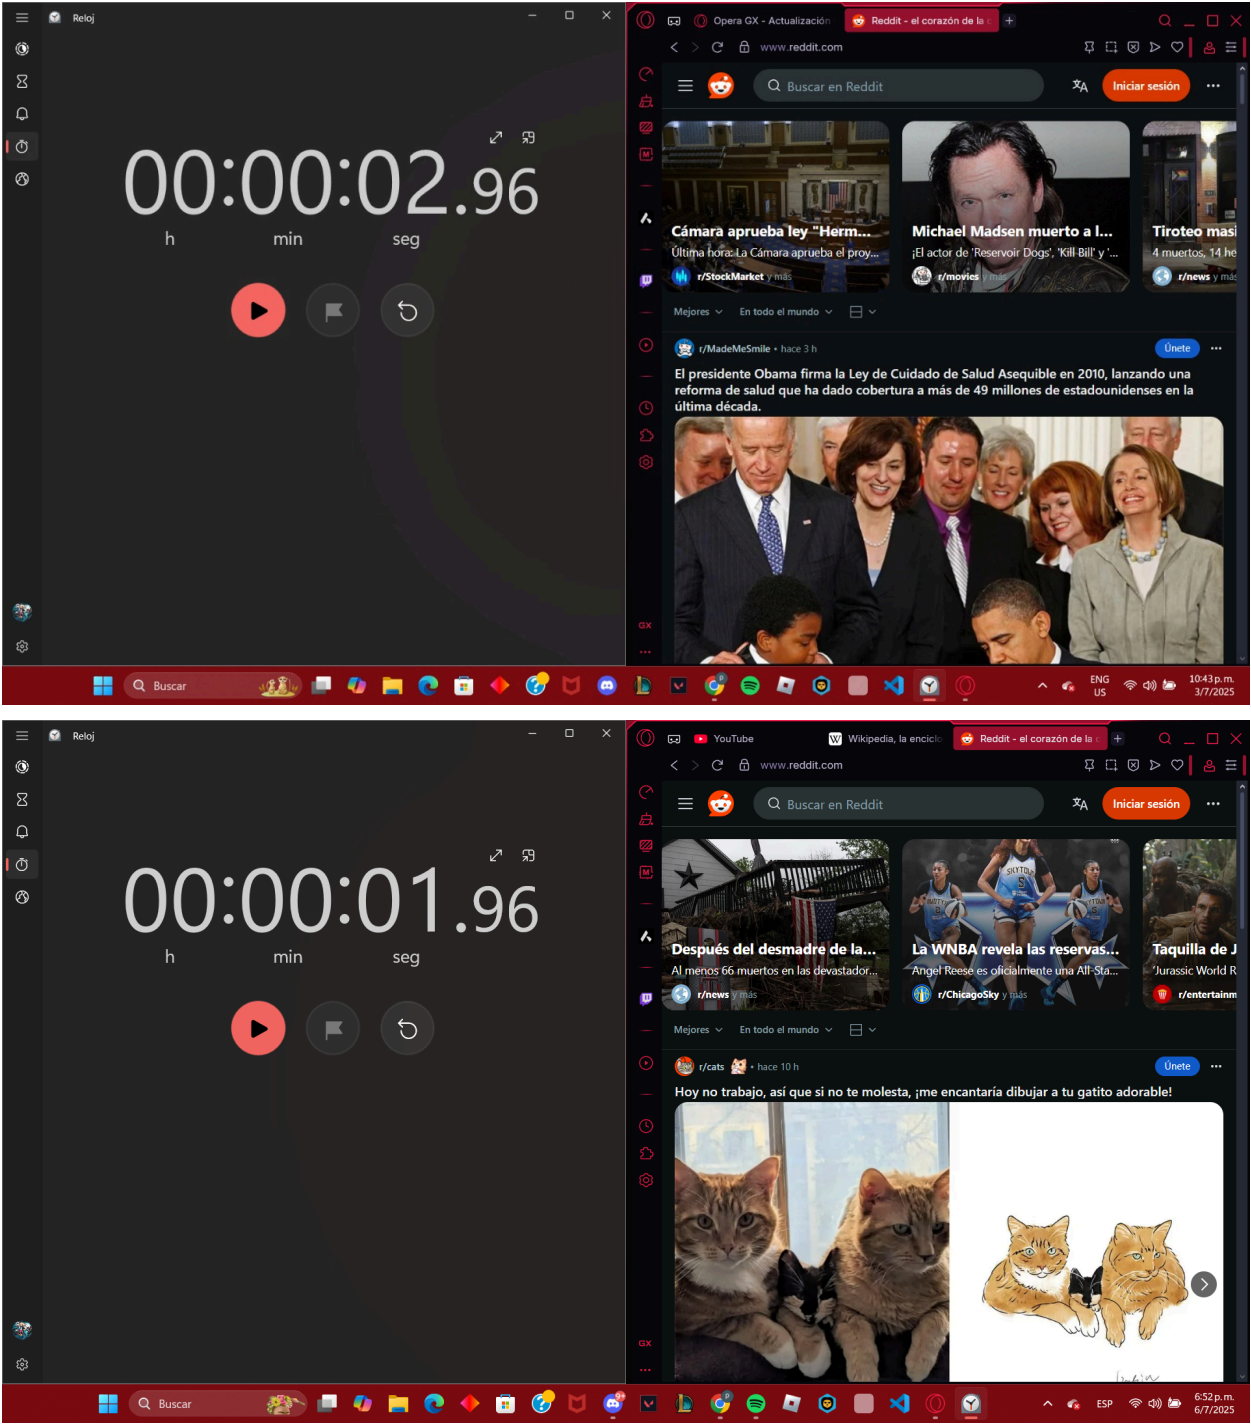 Reloj
00:00:02.96
h min seg
Opera GX - Actualización
Reddit - el corazón de la c
www.reddit.com
Buscar en Reddit
Iniciar sesión
Cámara aprueba ley "Herm...
Última hora: La Cámara aprueba el proy...
r/StockMarket y más
Michael Madsen muerto a l...
¡El actor de 'Reservoir Dogs', 'Kill Bill' y '...
r/movies y más
Tiroteo masi
4 muertos, 14 he
r/news y más
Mejores
En todo el mundo
r/MadeMeSmile • hace 3 h
Únete
El presidente Obama firma la Ley de Cuidado de Salud Asequible en 2010, lanzando una
reforma de salud que ha dado cobertura a más de 49 millones de estadounidenses en la
última década.
GX
Buscar
ENG
US
10:43 p. m.
3/7/2025
Reloj
00:00:01.96
h min seg
YouTube
Wikipedia, la enciclo
Reddit - el corazón de la c
www.reddit.com
Buscar en Reddit
Iniciar sesión
Después del desmadre de la...
Al menos 66 muertos en las devastador...
r/news y más
SKYTOWN
La WNBA revela las reservas...
Angel Reese es oficialmente una All-Sta...
r/ChicagoSky y más
Taquilla de J
'Jurassic World R
r/entertainm
Mejores
En todo el mundo
r/cats • hace 10 h
Únete
Hoy no trabajo, así que si no te molesta, ¡me encantaría dibujar a tu gatito adorable!
GX
Buscar
9+
ESP
6:52 p. m.
6/7/2025